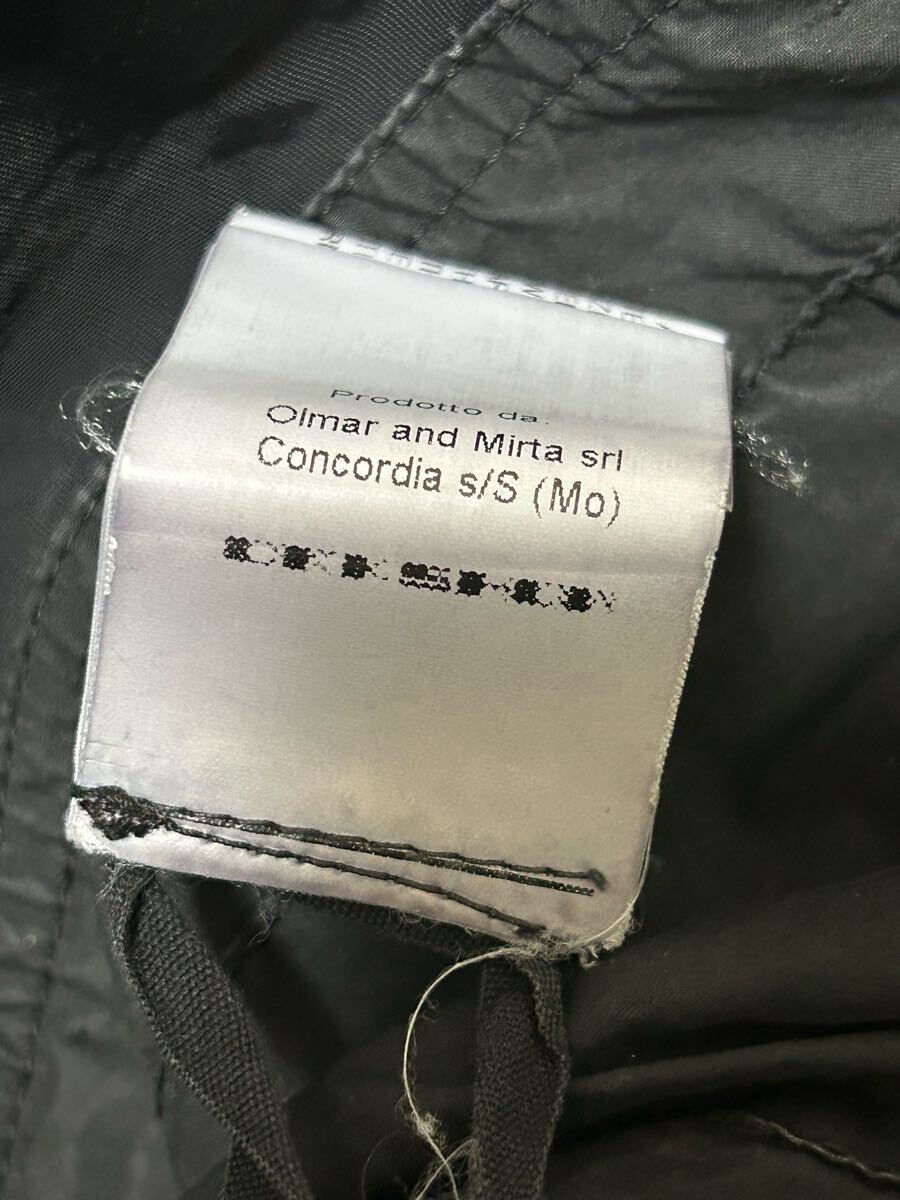 Prodotto da:
Olmar and Mirta srl
Concordia s/S (Mo)